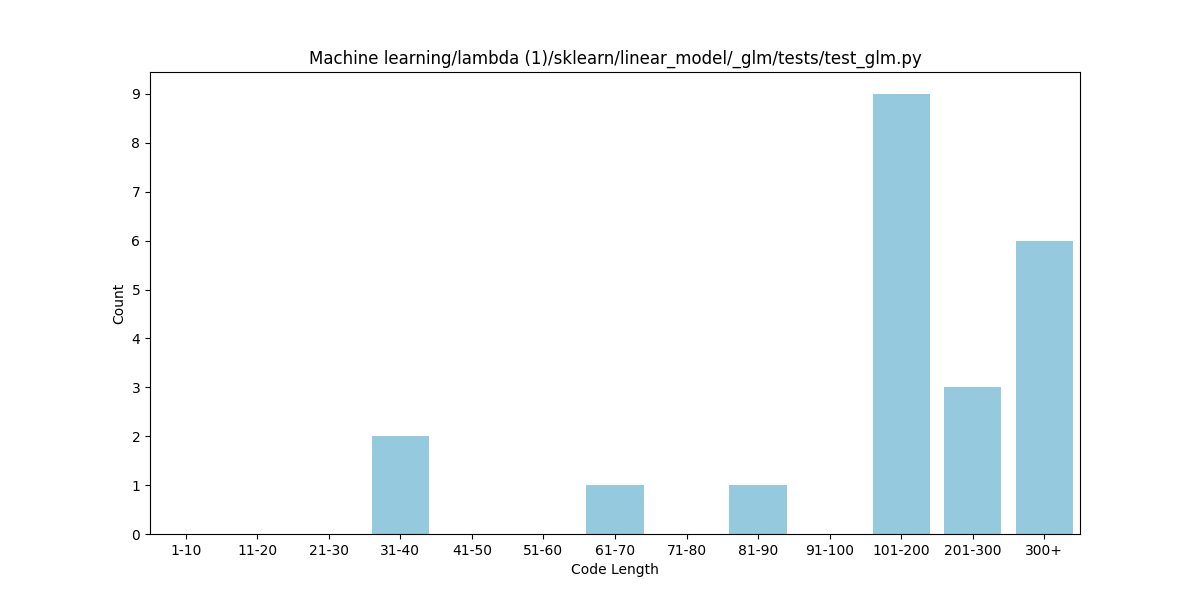 Machine learning/lambda (1)/sklearn/linear_model/_glm/tests/test_glm.py
9
8
7
6
5
4
3
2
1
0
Count
1-10 11-20 21-30 31-40 41-50 51-60 61-70 71-80 81-90 91-100 101-200 201-300 300+
Code Length